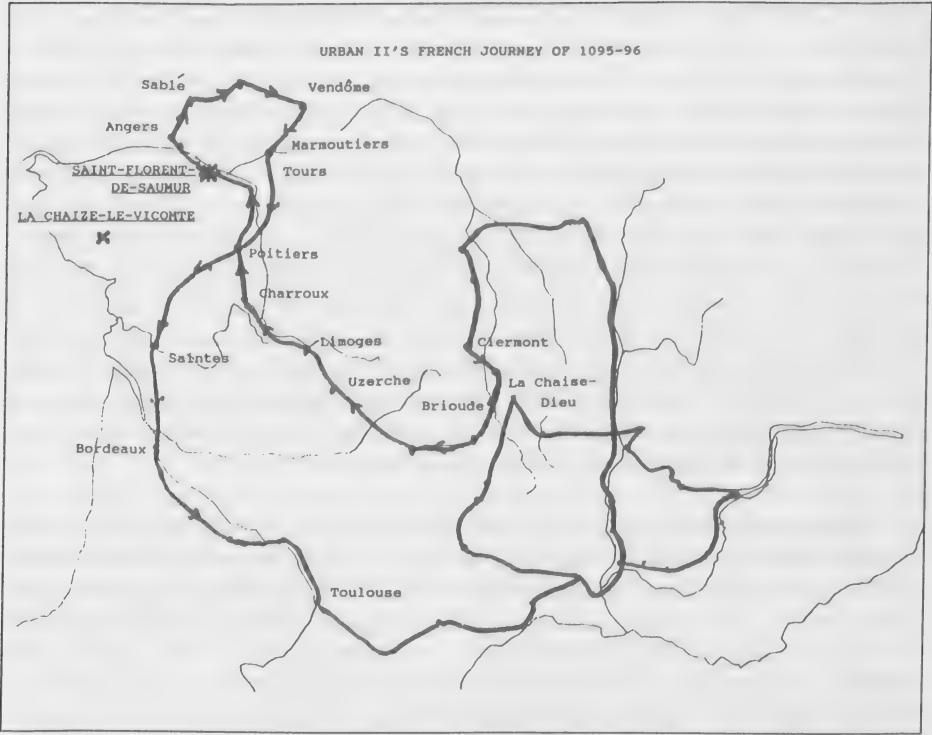 URBAN II'S FRENCH JOURNEY OF 1095-96
Sablé
Vendôme
Angers
Marmoutiers
SAINT-FLORENT-
DE-SAUMUR
Tours
LA CHAIZE-LE-VICOMTE
Poitiers
Charroux
Limoges
Clermont
Saintes
Uzerche
La Chaise-
Dieu
Brioude
Bordeaux
Toulouse